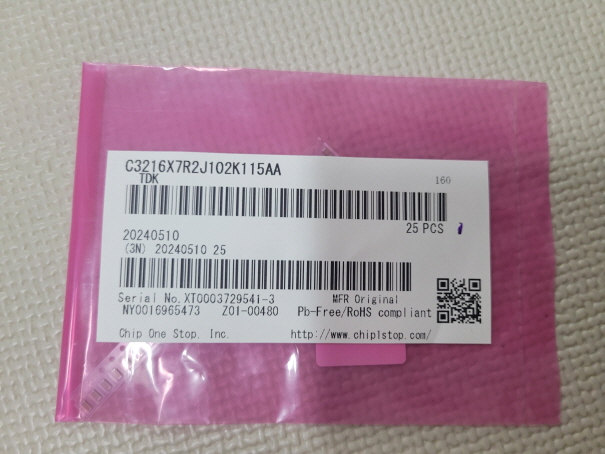 C3216X7R2J102K115AA
TDK
160
25 PCS
20240510
(3N) 20240510 25
Serial No.XT0003729541-3 MFR Original
NY0016965473 Z01-00480 Pb-Free/RoHS compliant
Chip One Stop, Inc. http://www.chip1stop.com/